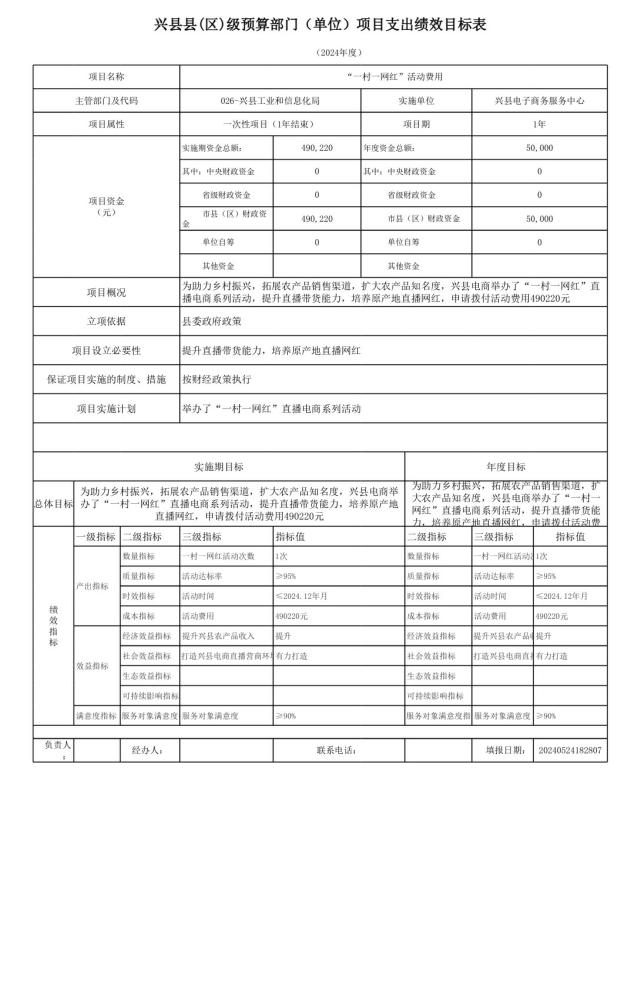 兴县县(区)级预算部门（单位）项目支出绩效目标表
（2024年度）
项目名称 “一村一网红”活动费用
主管部门及代码 026-兴县工业和信息化局 实施单位 兴县电子商务服务中心
项目属性 一次性项目（1年结束） 项目期 1年
项目资金
（元）
实施期资金总额： 490,220 年度资金总额： 50,000
其中：中央财政资金 0 其中：中央财政资金 0
省级财政资金 0 省级财政资金 0
市县（区）财政资
金 490,220 市县（区）财政资金 50,000
单位自筹 0 单位自筹 0
其他资金 其他资金
项目概况
为助力乡村振兴，拓展农产品销售渠道，扩大农产品知名度，兴县电商举办了“一村一网红”直
播电商系列活动，提升直播带货能力，培养原产地直播网红，申请拨付活动费用490220元
立项依据 县委政府政策
项目设立必要性 提升直播带货能力，培养原产地直播网红
保证项目实施的制度、措施 按财经政策执行
项目实施计划 举办了“一村一网红”直播电商系列活动
实施期目标 年度目标
总体目标
为助力乡村振兴，拓展农产品销售渠道，扩大农产品知名度，兴县电商举
办了“一村一网红”直播电商系列活动，提升直播带货能力，培养原产地
直播网红，申请拨付活动费用490220元
为助力乡村振兴，拓展农产品销售渠道，扩
大农产品知名度，兴县电商举办了“一村一
网红”直播电商系列活动，提升直播带货能
力，培养原产地直播网红，申请拨付活动费
绩效指标
一级指标 二级指标 三级指标 指标值 二级指标 三级指标 指标值
产出指标
数量指标 一村一网红活动次数 1次 数量指标 一村一网红活动 1次
质量指标 活动达标率 ≥95% 质量指标 活动达标率 ≥95%
时效指标 活动时间 ≤2024.12年月 时效指标 活动时间 ≤2024.12年月
成本指标 活动费用 490220元 成本指标 活动费用 490220元
效益指标
经济效益指标 提升兴县农产品收入 提升 经济效益指标 提升兴县农产品 提升
社会效益指标 打造兴县电商直播营商环 有力打造 社会效益指标 打造兴县电商直 有力打造
生态效益指标 生态效益指标
可持续影响指标 可持续影响指标
满意度指标 服务对象满意度 服务对象满意度 ≥90% 服务对象满意度指 服务对象满意度 ≥90%
负责人
： 经办人： 联系电话： 填报日期： 20240524182807